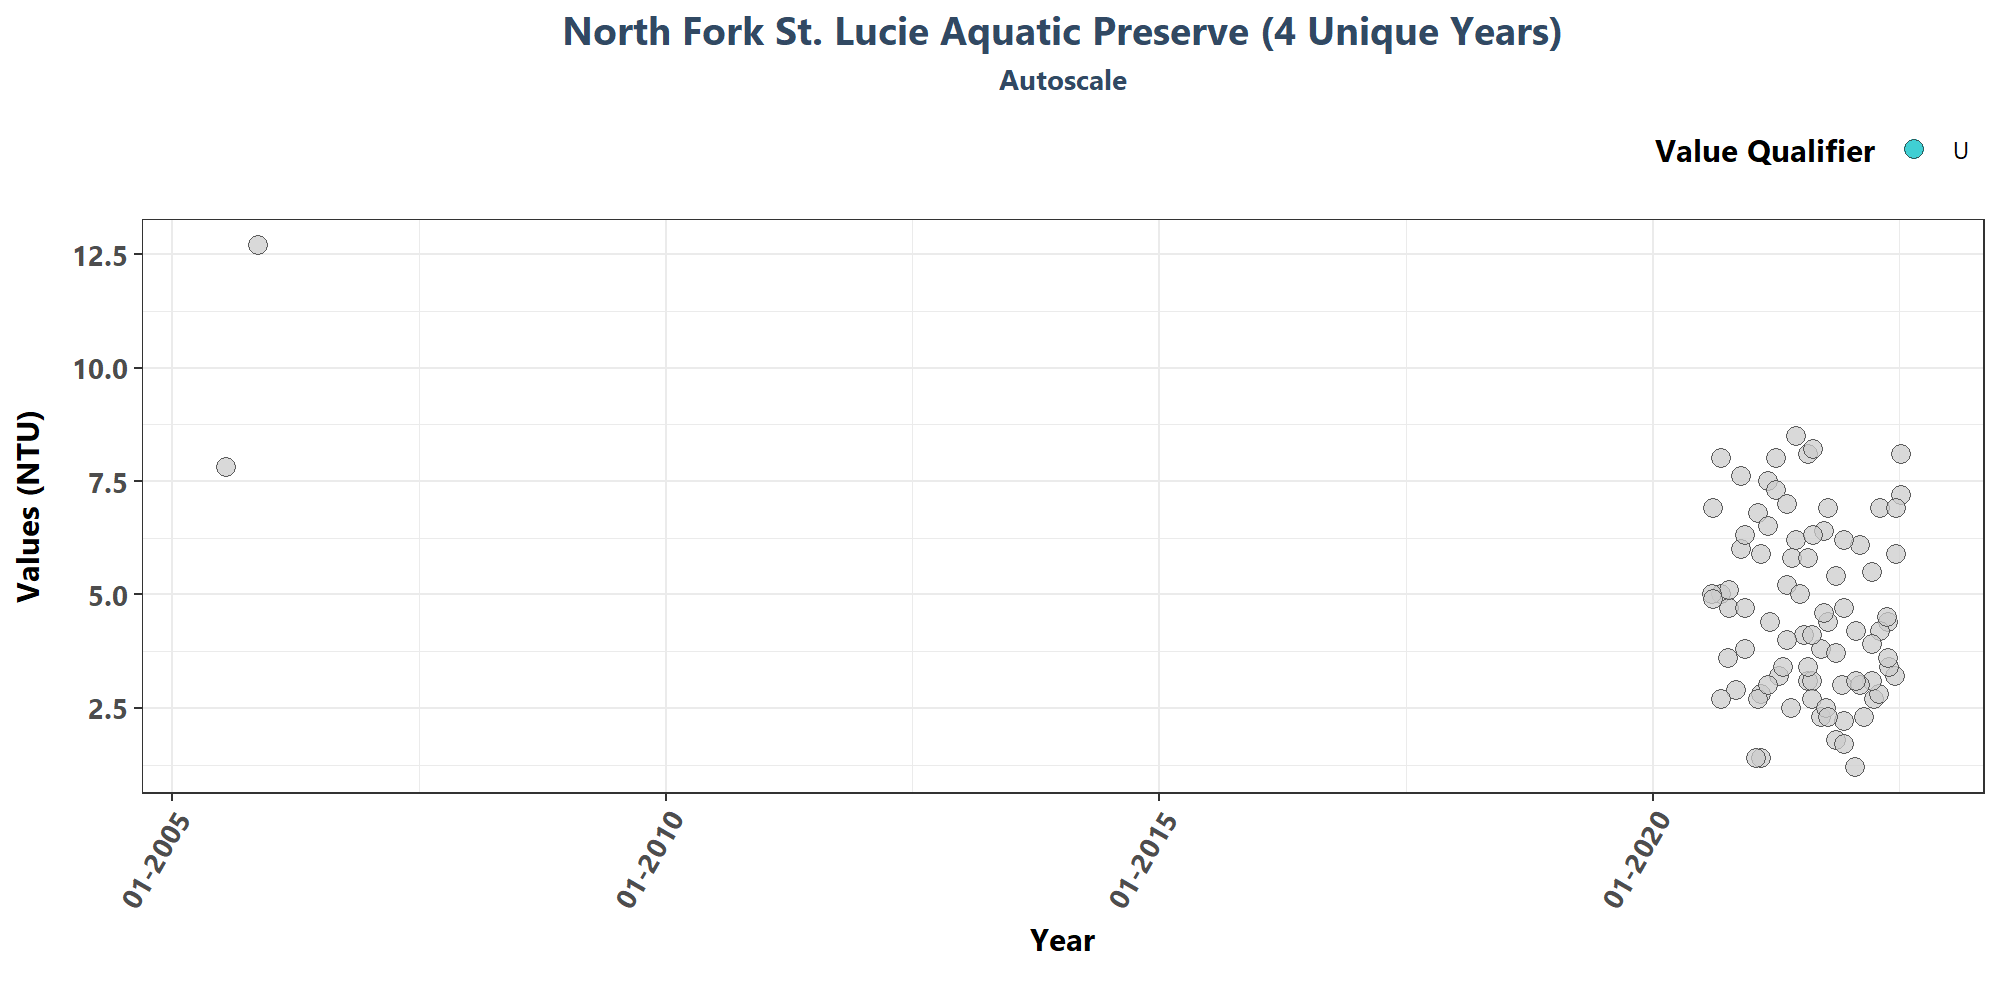 North Fork St. Lucie Aquatic Preserve (4 Unique Years)
Autoscale
Value Qualifier U
12.5
10.0
7.5
5.0
2.5
Values (NTU)
01-2005 01-2010 01-2015 01-2020
Year